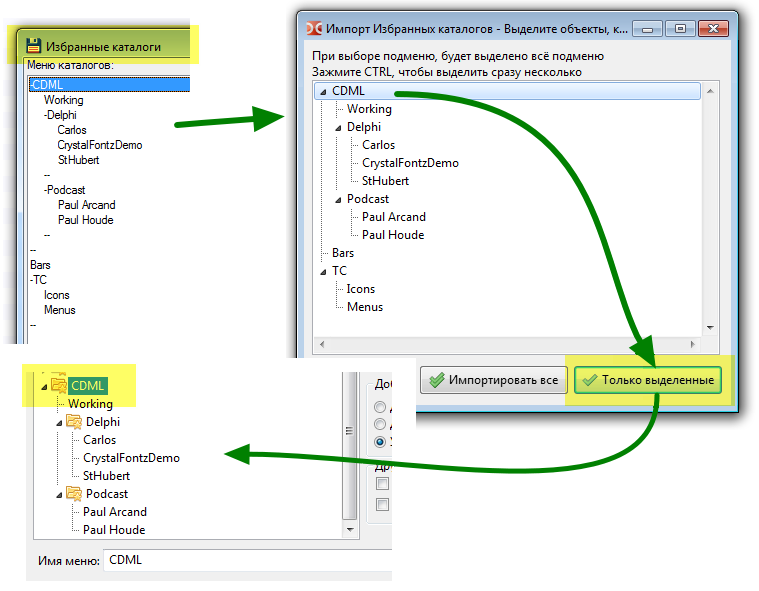 Избранные каталоги
Меню каталогов:
-CDML
Working
-Delphi
Carlos
CrystalFontzDemo
StHubert
--
-Podcast
Paul Arcand
Paul Houde
--
--
Bars
-TC
Icons
Menus
--
Импорт Избранных каталогов - Выделите объекты, к...
При выборе подменю, будет выделено всё подменю
Зажмите CTRL, чтобы выделить сразу несколько
CDML
Working
Delphi
Carlos
CrystalFontzDemo
StHubert
Podcast
Paul Arcand
Paul Houde
Bars
TC
Icons
Menus
Импортировать все
Только выделенные
CDML
Working
Delphi
Carlos
CrystalFontzDemo
StHubert
Podcast
Paul Arcand
Paul Houde
Имя меню: CDML